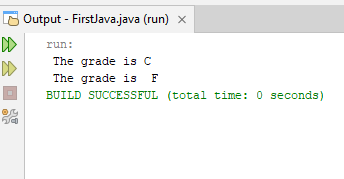 Output - FirstJava.java (run) ×
run:
 The grade is C
 The grade is  F
BUILD SUCCESSFUL (total time: 0 seconds)